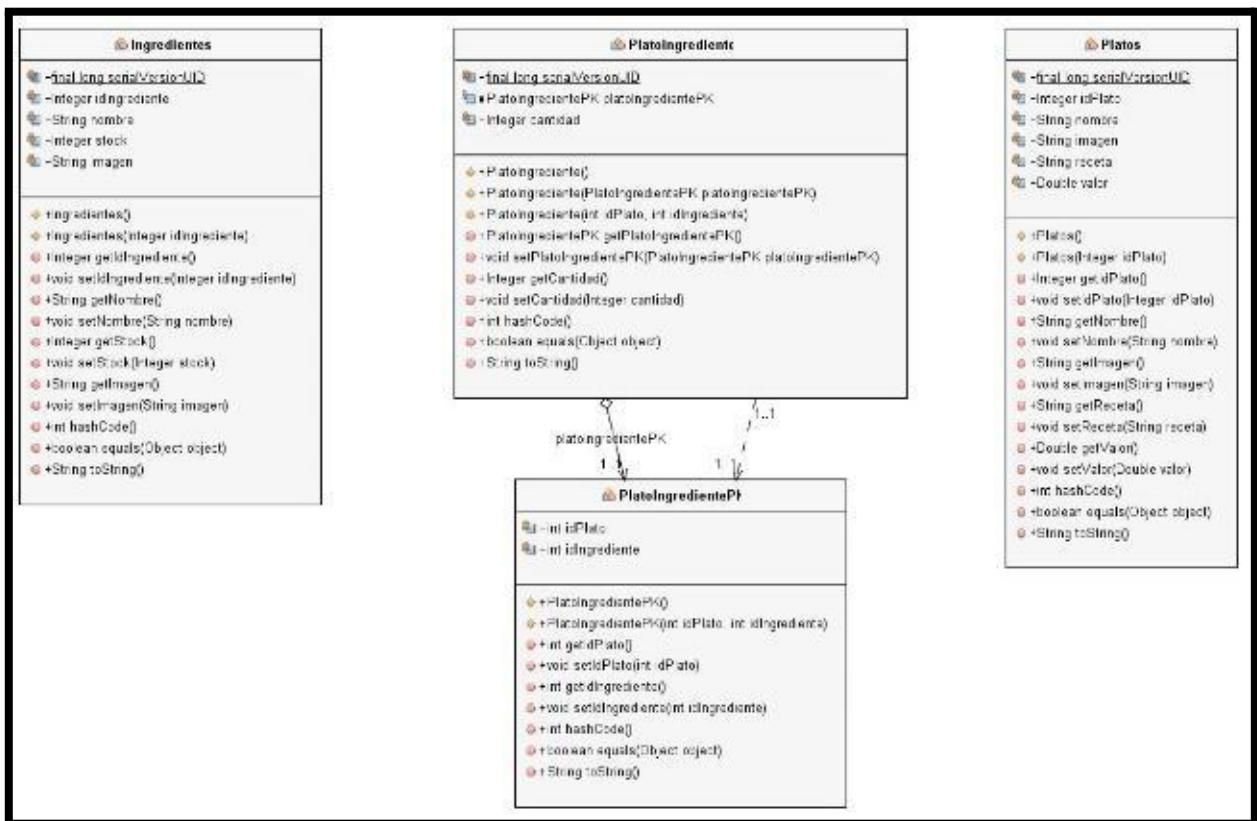 Ingredientes
-final long serialVersionUID
-Integer idIngrediente
-String nombre
-Integer stock
-String imagen
+Ingredientes()
+Ingredientes(Integer idIngrediente)
+Integer getIdIngrediente()
+void setIdIngrediente(Integer idIngrediente)
+String getNombre()
+void setNombre(String nombre)
+Integer getStock()
+void setStock(Integer stock)
+String getImagen()
+void setImagen(String imagen)
+int hashCode()
+boolean equals(Object object)
+String toString()
PlatoIngrediente
-final long serialVersionUID
PlatoIngredientePK platoIngredientePK
-Integer cantidad
+PlatoIngrediente()
+PlatoIngrediente(PlatoIngredientePK platoIngredientePK)
+PlatoIngrediente(int idPlato, int idIngrediente)
+PlatoIngredientePK getPlatoIngredientePK()
+void setPlatoIngredientePK(PlatoIngredientePK platoIngredientePK)
+Integer getCantidad()
+void setCantidad(Integer cantidad)
+int hashCode()
+boolean equals(Object object)
+String toString()
platoIngredientePK
1..1
PlatoIngredientePK
-int idPlato
-int idIngrediente
+PlatoIngredientePK()
+PlatoIngredientePK(int idPlato, int idIngrediente)
+int getIdPlato()
+void setIdPlato(int idPlato)
+int getIdIngrediente()
+void setIdIngrediente(int idIngrediente)
+int hashCode()
+boolean equals(Object object)
+String toString()
Platos
-final long serialVersionUID
-Integer idPlato
-String nombre
-String imagen
-String receta
-Double valor
+Platos()
+Platos(Integer idPlato)
+Integer getIdPlato()
+void setIdPlato(Integer idPlato)
+String getNombre()
+void setNombre(String nombre)
+String getImagen()
+void setImagen(String imagen)
+String getReceta()
+void setReceta(String receta)
+Double getValor()
+void setValor(Double valor)
+int hashCode()
+boolean equals(Object object)
+String toString()